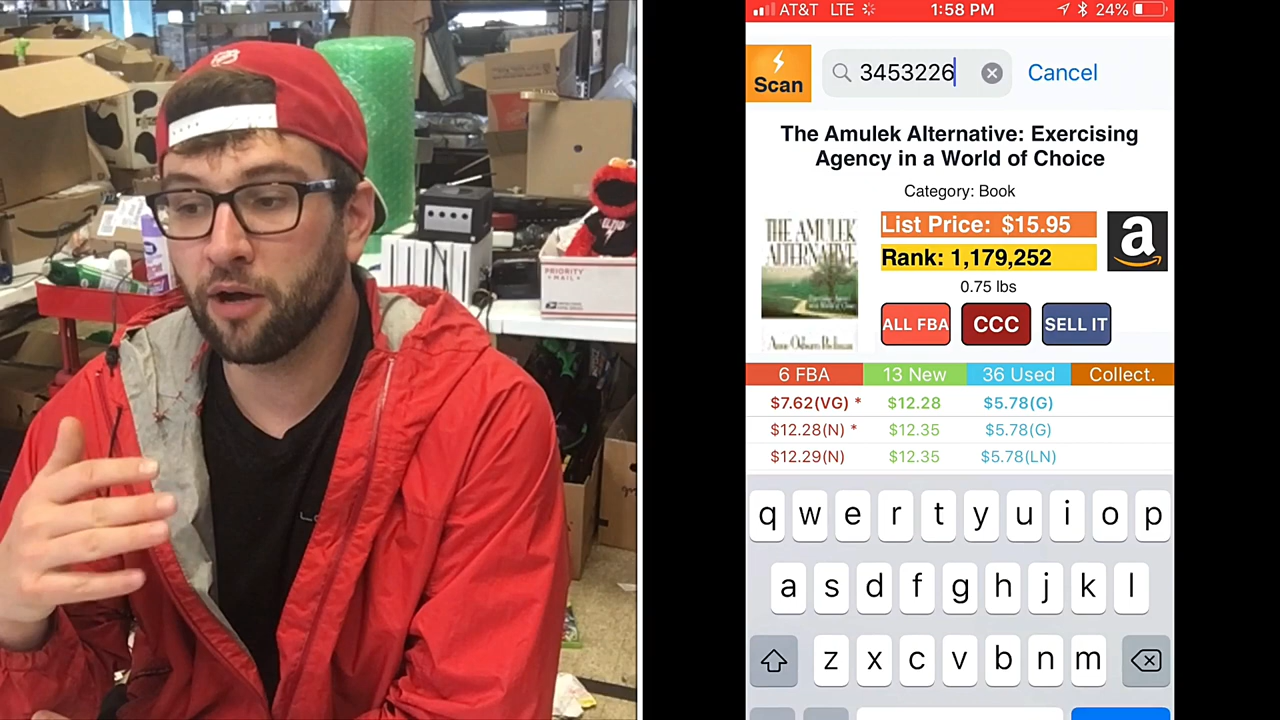 AT&T LTE 1:58 PM 24%
Scan
3453226
Cancel
The Amulek Alternative: Exercising
Agency in a World of Choice
Category: Book
THE AMULEK
ALTERNATIVE
List Price: $15.95
Rank: 1,179,252
a
0.75 lbs
ALL FBA CCC SELL IT
6 FBA 13 New 36 Used Collect.
$7.62(VG) * $12.28 $5.78(G)
$12.28(N) * $12.35 $5.78(G)
$12.29(N) $12.35 $5.78(LN)
q w e r t y u i o p
a s d f g h j k l
z x c v b n m
PRIORITY
MAIL
ELMO